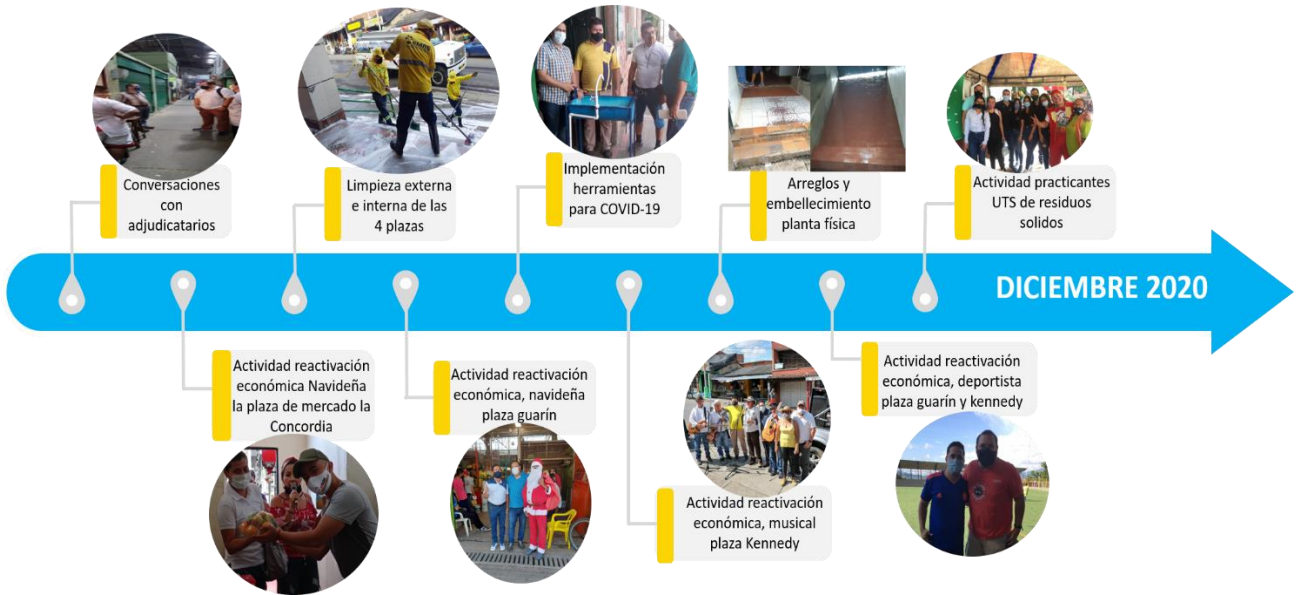 Conversaciones
con
adjudicatarios
Limpieza externa
e interna de las
4 plazas
Implementación
herramientas
para COVID-19
Arreglos y
embellecimiento
planta física
Actividad practicantes
UTS de residuos
solidos
DICIEMBRE 2020
Actividad reactivación
económica Navideña
la plaza de mercado la
Concordia
Actividad reactivación
económica, navideña
plaza guarín
Actividad reactivación
económica, musical
plaza Kennedy
Actividad reactivación
económica, deportista
plaza guarín y kennedy